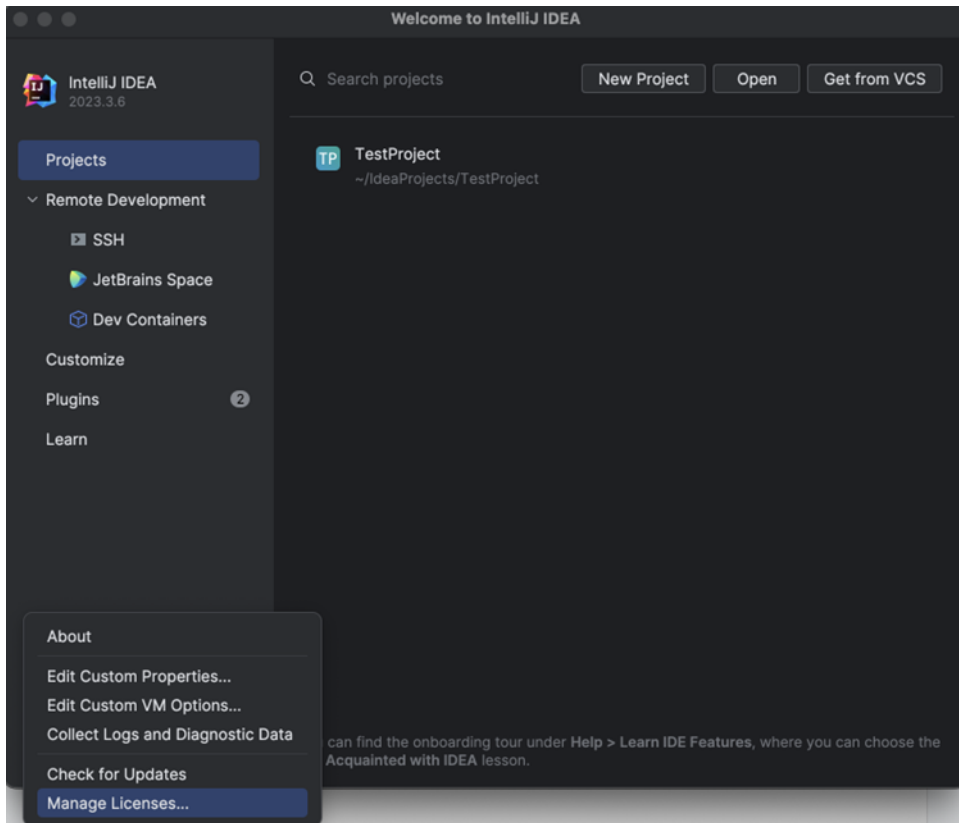 Welcome to IntelliJ IDEA
IJ
IntelliJ IDEA
2023.3.6
Search projects
New Project
Open
Get from VCS
Projects
Remote Development
SSH
JetBrains Space
Dev Containers
Customize
Plugins
2
Learn
TP
TestProject
~/IdeaProjects/TestProject
About
Edit Custom Properties...
Edit Custom VM Options...
Collect Logs and Diagnostic Data
Check for Updates
Manage Licenses...
can find the onboarding tour under Help > Learn IDE Features, where you can choose the
Acquainted with IDEA lesson.